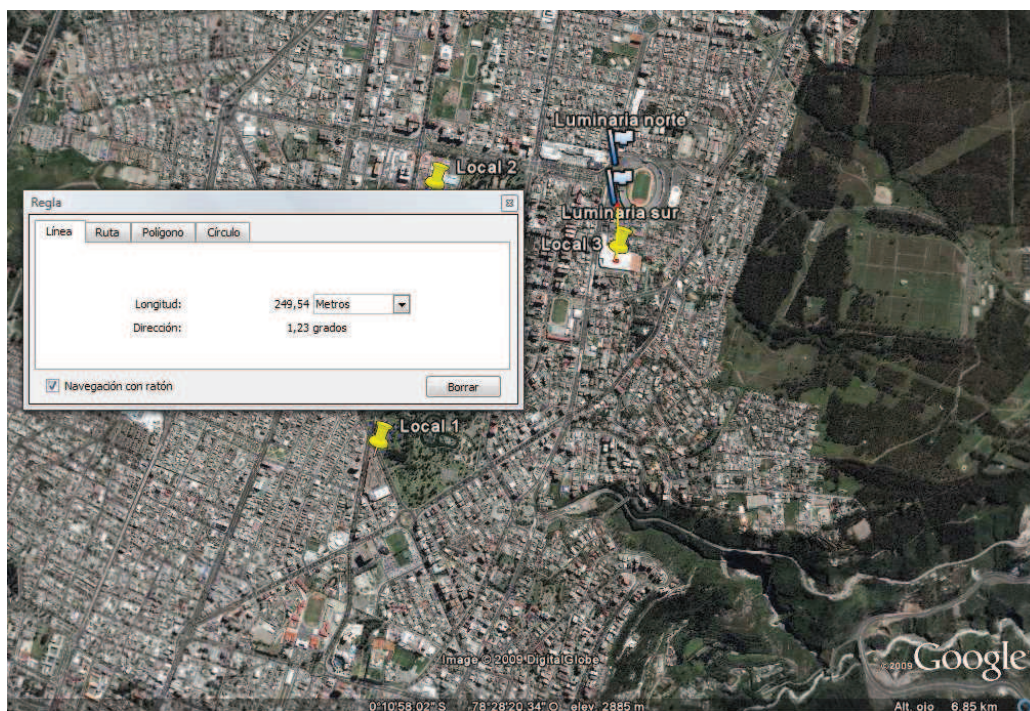 Luminaria norte
Local 2
Regla
Línea
Ruta
Polígono
Círculo
Luminaria sur
Local 3
Longitud:
249,54
Metros
Dirección:
1,23 grados
Navegación con ratón
Borrar
Local 1
Image © 2009 DigitalGlobe
©2009 Google
0°10'58.02" S 78°28'20.34" O elev. 2885 m Alt. ojo 6.85 km